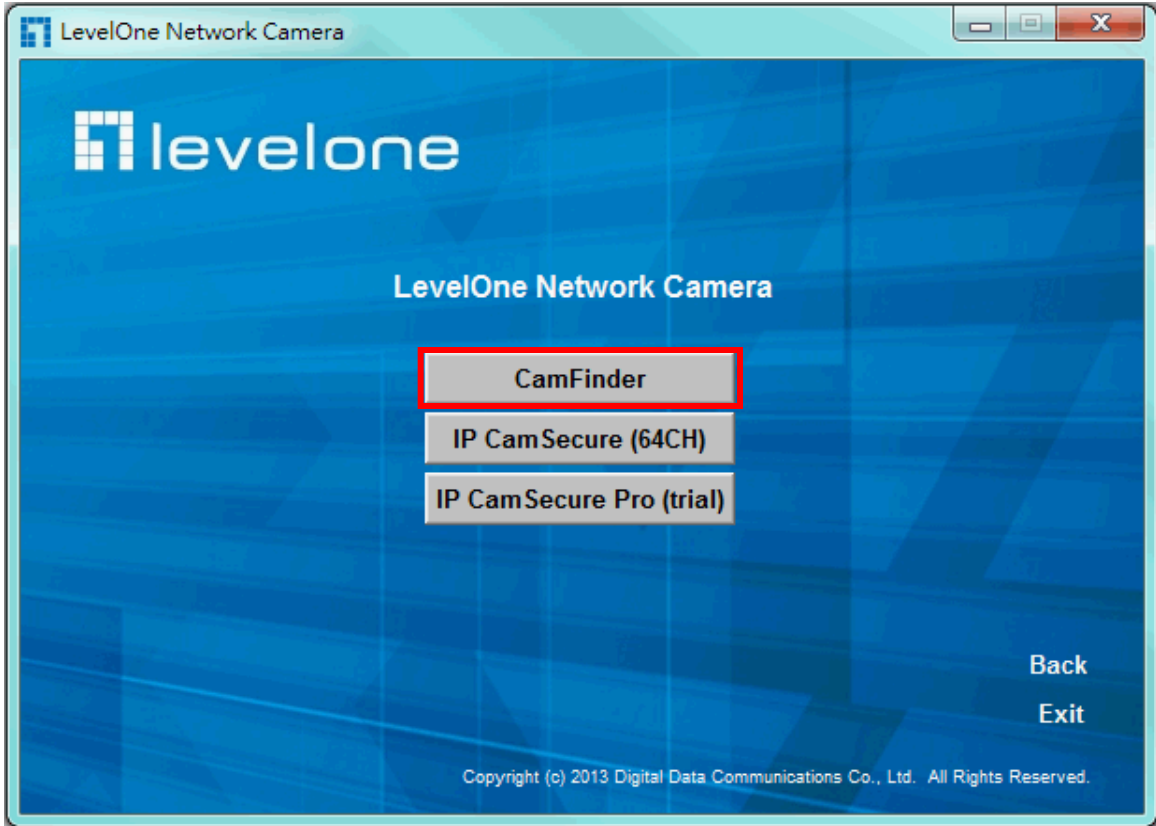 LevelOne Network Camera
levelone
LevelOne Network Camera
CamFinder
IP CamSecure (64CH)
IP CamSecure Pro (trial)
Back
Exit
Copyright (c) 2013 Digital Data Communications Co., Ltd. All Rights Reserved.